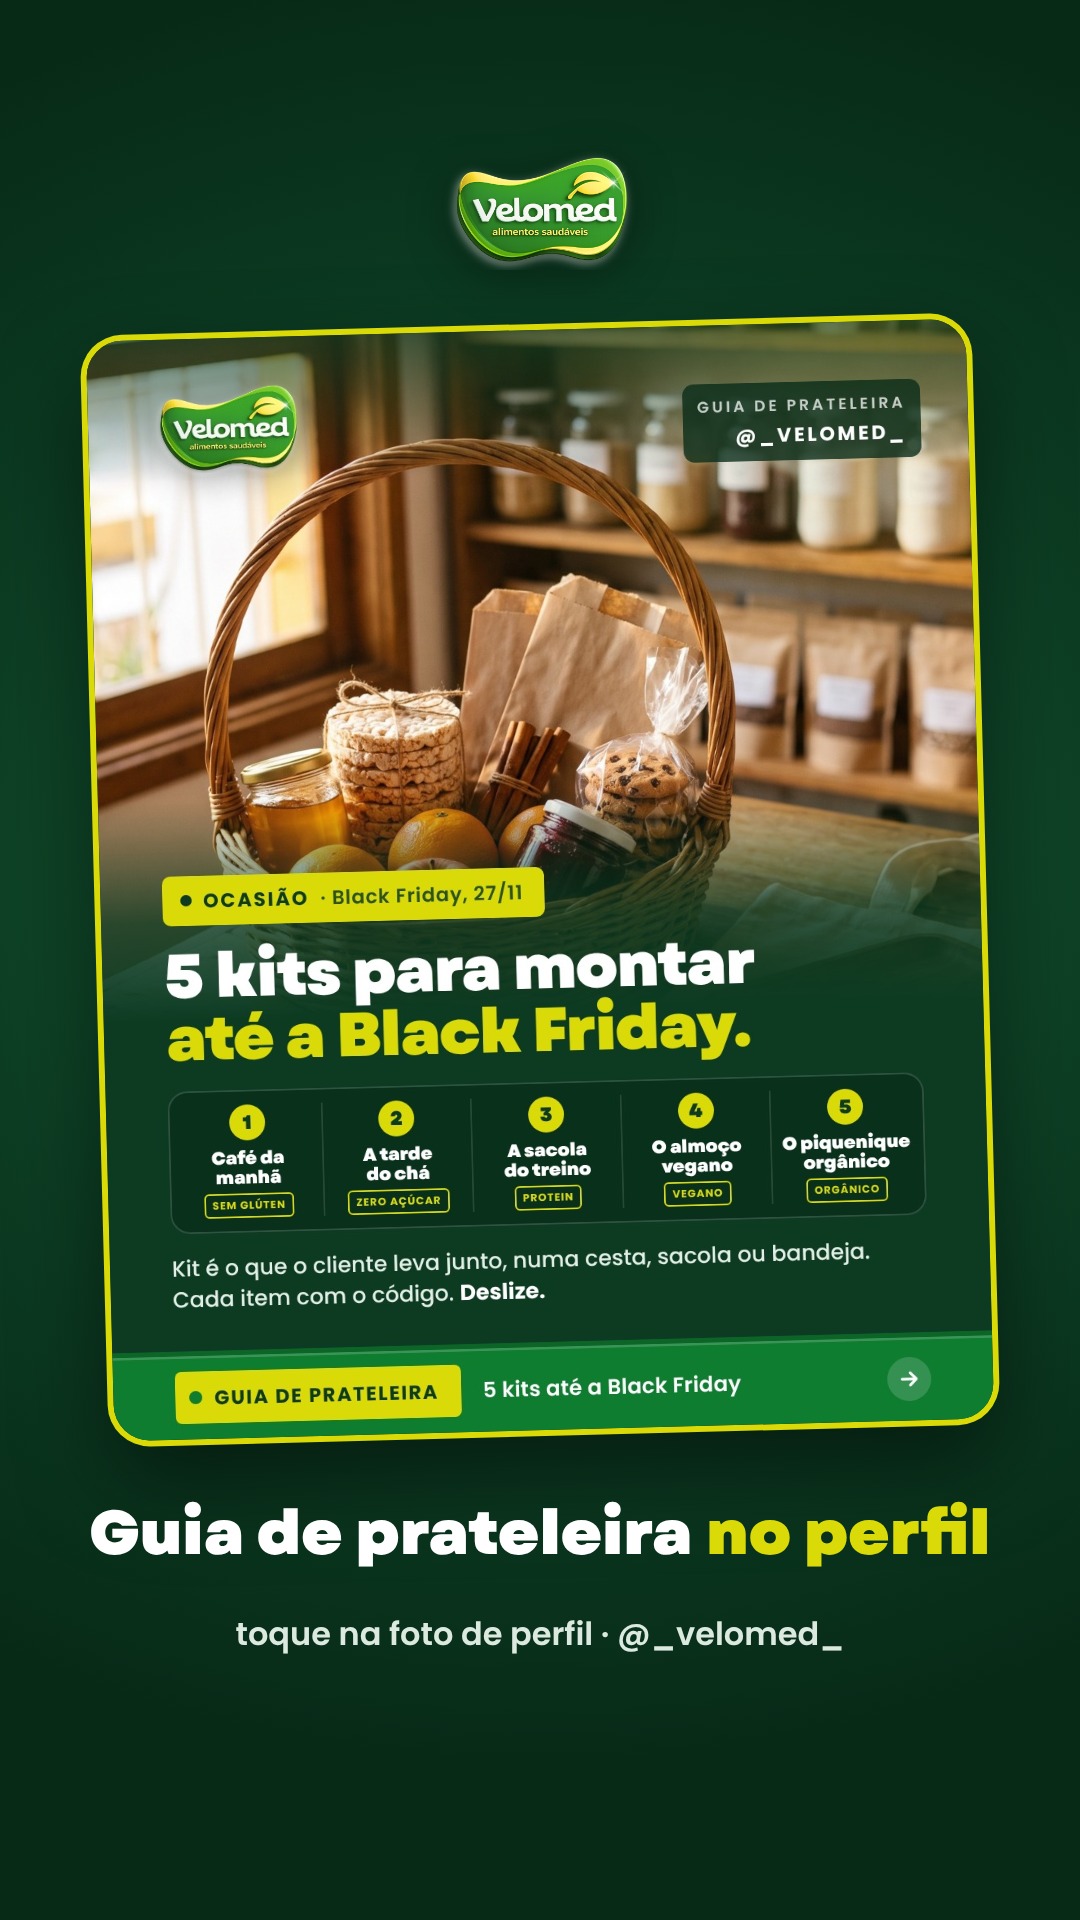 Velomed
alimentos saudáveis
Velomed
alimentos saudáveis
GUIA DE PRATELEIRA
@_VELOMED_
OCASIÃO · Black Friday, 27/11
5 kits para montar
até a Black Friday.
1
Café da
manhã
SEM GLÚTEN
2
A tarde
do chá
ZERO AÇÚCAR
3
A sacola
do treino
PROTEIN
4
O almoço
vegano
VEGANO
5
O piquenique
orgânico
ORGÂNICO
Kit é o que o cliente leva junto, numa cesta, sacola ou bandeja.
Cada item com o código. Deslize.
GUIA DE PRATELEIRA 5 kits até a Black Friday
Guia de prateleira no perfil
toque na foto de perfil · @_velomed_